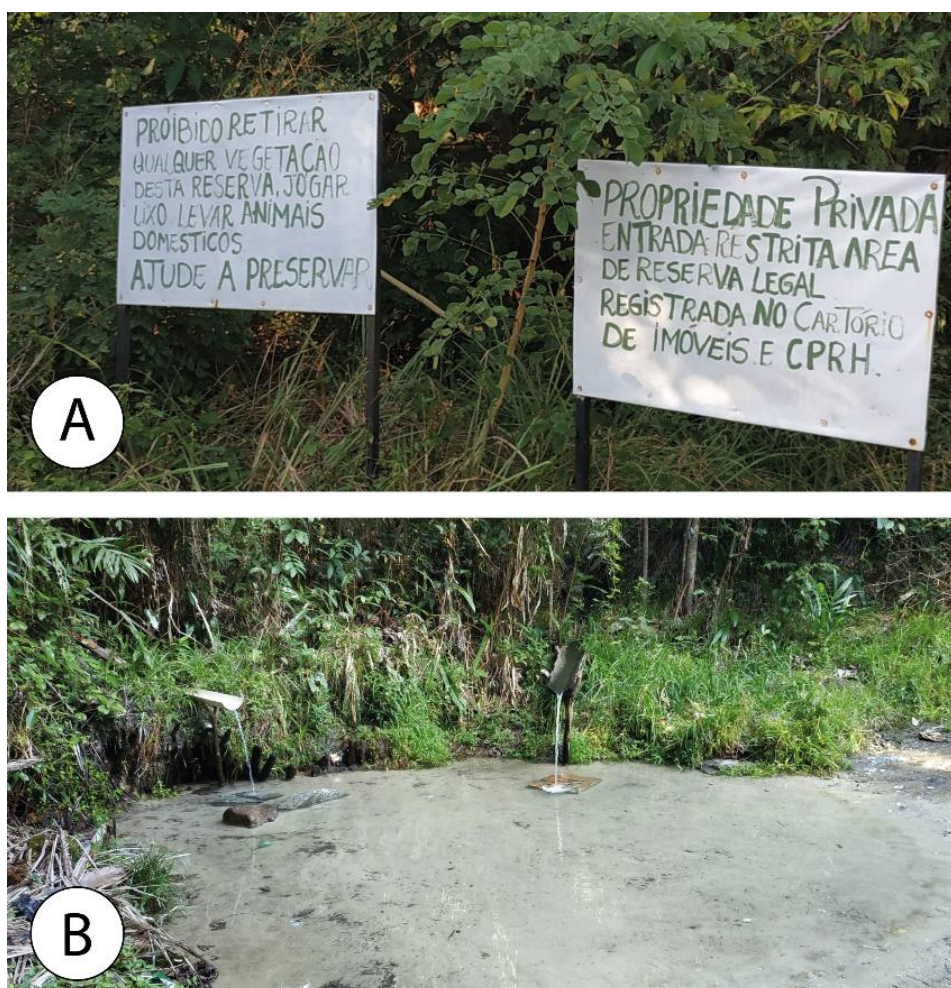 PROIBIDO RETIRAR
QUALQUER VEGETAÇÃO
DESTA RESERVA. JOGAR
LIXO. LEVAR ANIMAIS
DOMESTICOS.
AJUDE A PRESERVAR
PROPRIEDADE PRIVADA
ENTRADA RESTRITA AREA
DE RESERVA LEGAL
REGISTRADA NO CARTÓRIO
DE IMÓVEIS E CPRH.
A
B